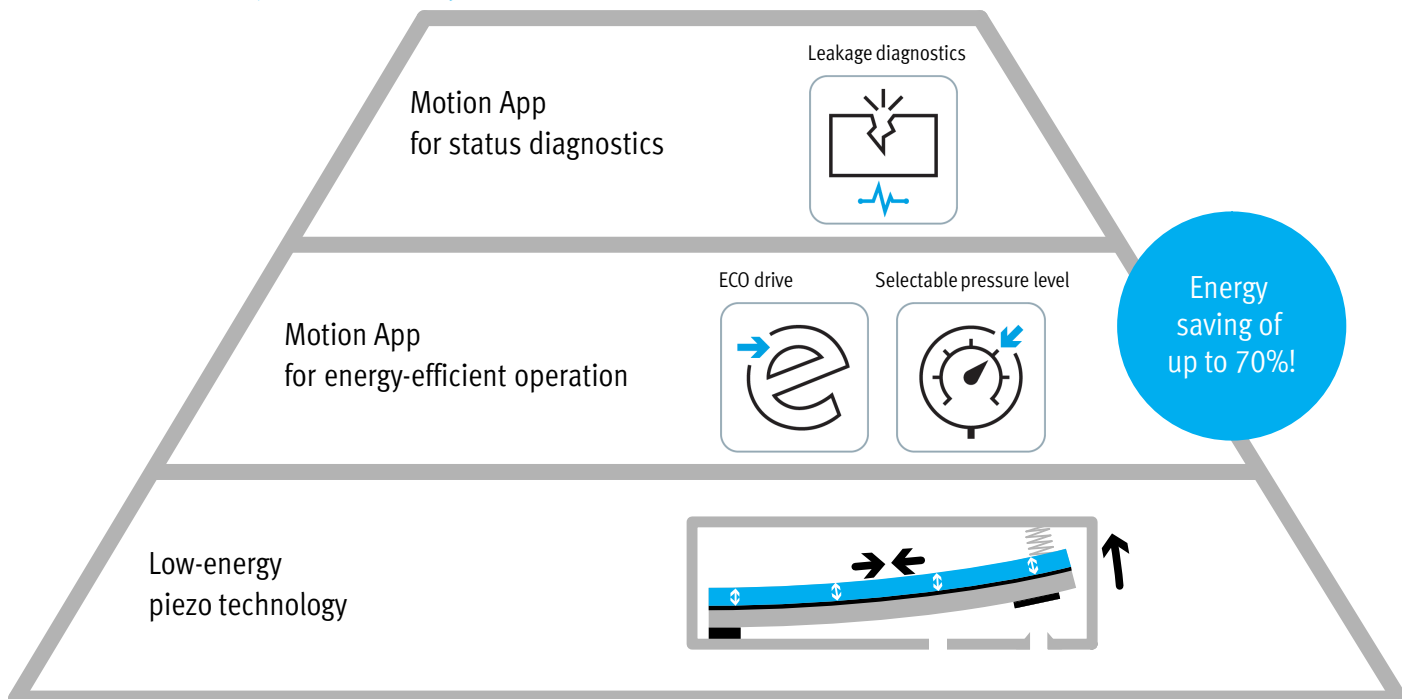 Leakage diagnostics
Motion App
for status diagnostics
ECO drive
Selectable pressure level
Motion App
for energy-efficient operation
Energy
saving of
up to 70%!
Low-energy
piezo technology